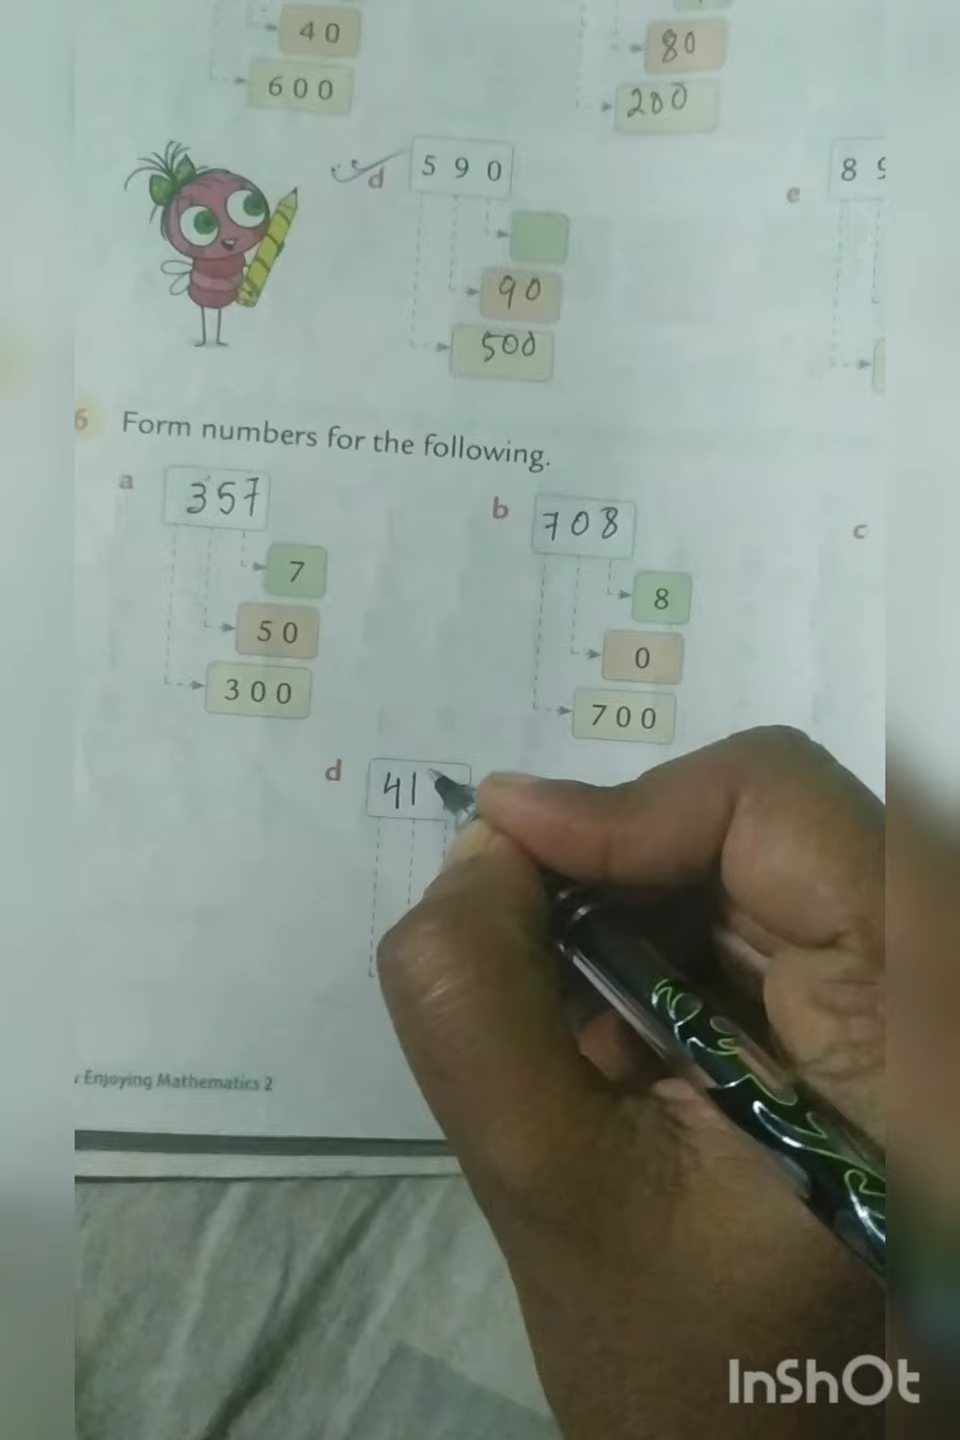 40
600
80
200
d 590
90
500
e 89
6 Form numbers for the following.
a 357
7
50
300
b 708
8
0
700
c
d 41
Enjoying Mathematics 2
InShOt